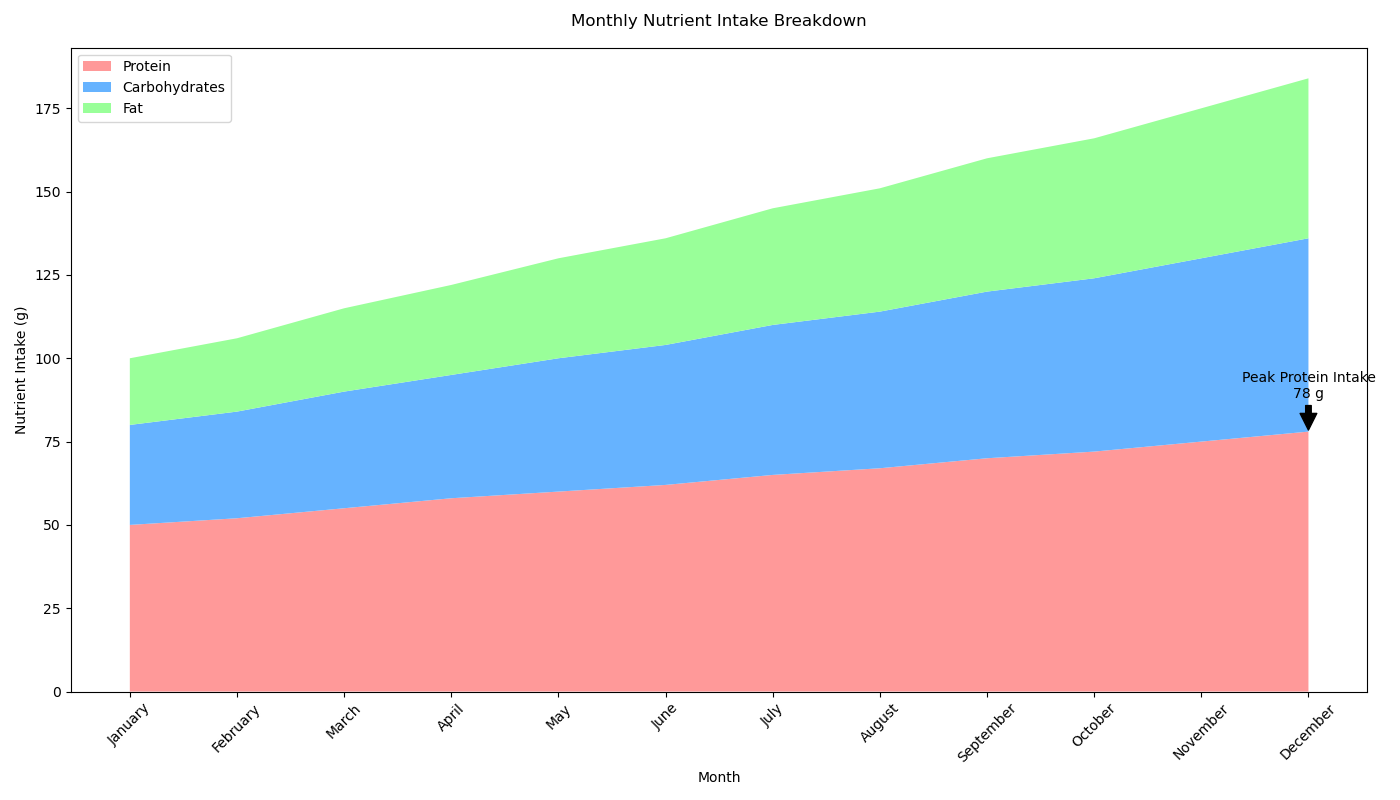 Monthly Nutrient Intake Breakdown
Protein
Carbohydrates
Fat
175
150
125
100
75
50
25
0
Nutrient Intake (g)
Peak Protein Intake
78 g
January
February
March
April
May
June
July
August
September
October
November
December
Month